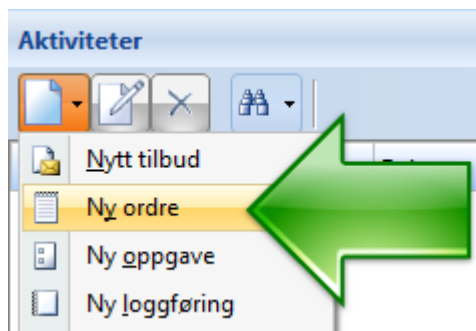 Aktiviteter
Nytt tilbud
Ny ordre
Ny oppgave
Ny loggføring